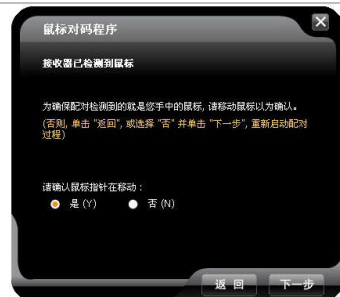 鼠标对码程序
接收器已检测到鼠标
为确保配对检测到的就是您手中的鼠标, 请移动鼠标以为确认。
(否则, 单击 "返回", 或选择 "否" 并单击 "下一步", 重新启动配对
过程)
请确认鼠标指针在移动：
是 (Y) 否 (N)
返 回 下一步